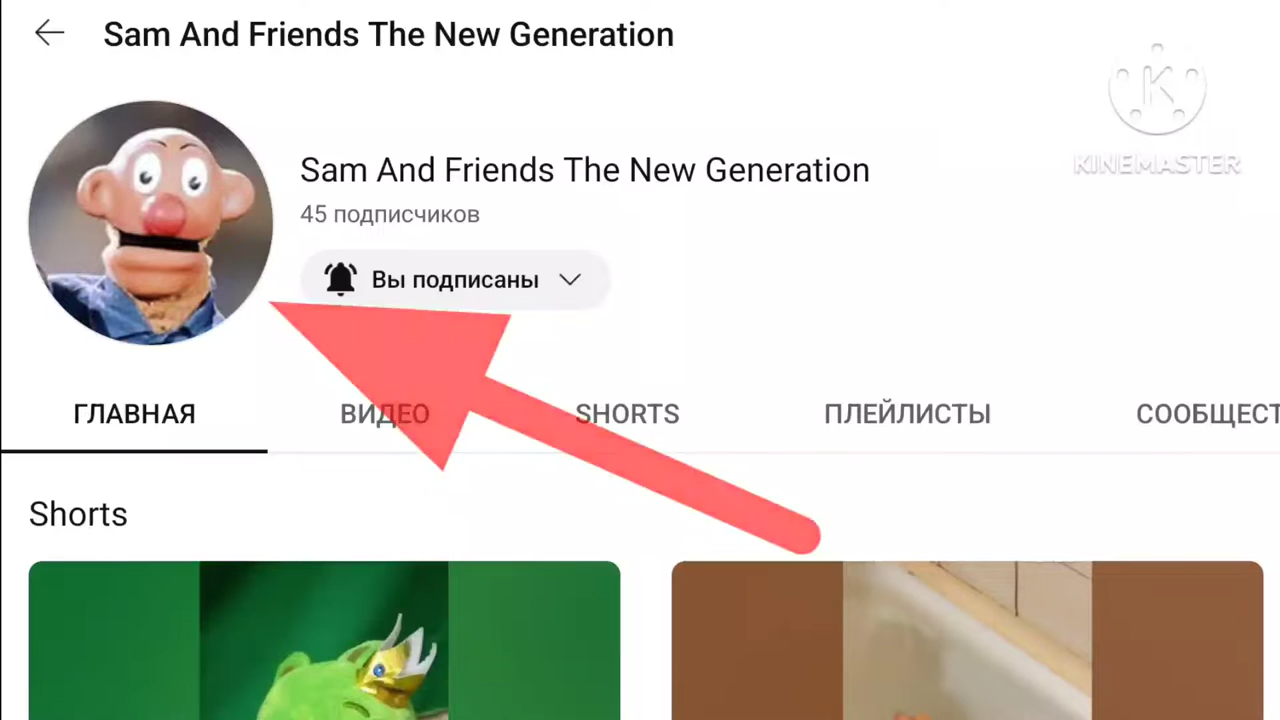 Sam And Friends The New Generation
K
KINEMASTER
Sam And Friends The New Generation
45 подписчиков
Вы подписаны
ГЛАВНАЯ ВИДЕО SHORTS ПЛЕЙЛИСТЫ СООБЩЕСТ
Shorts